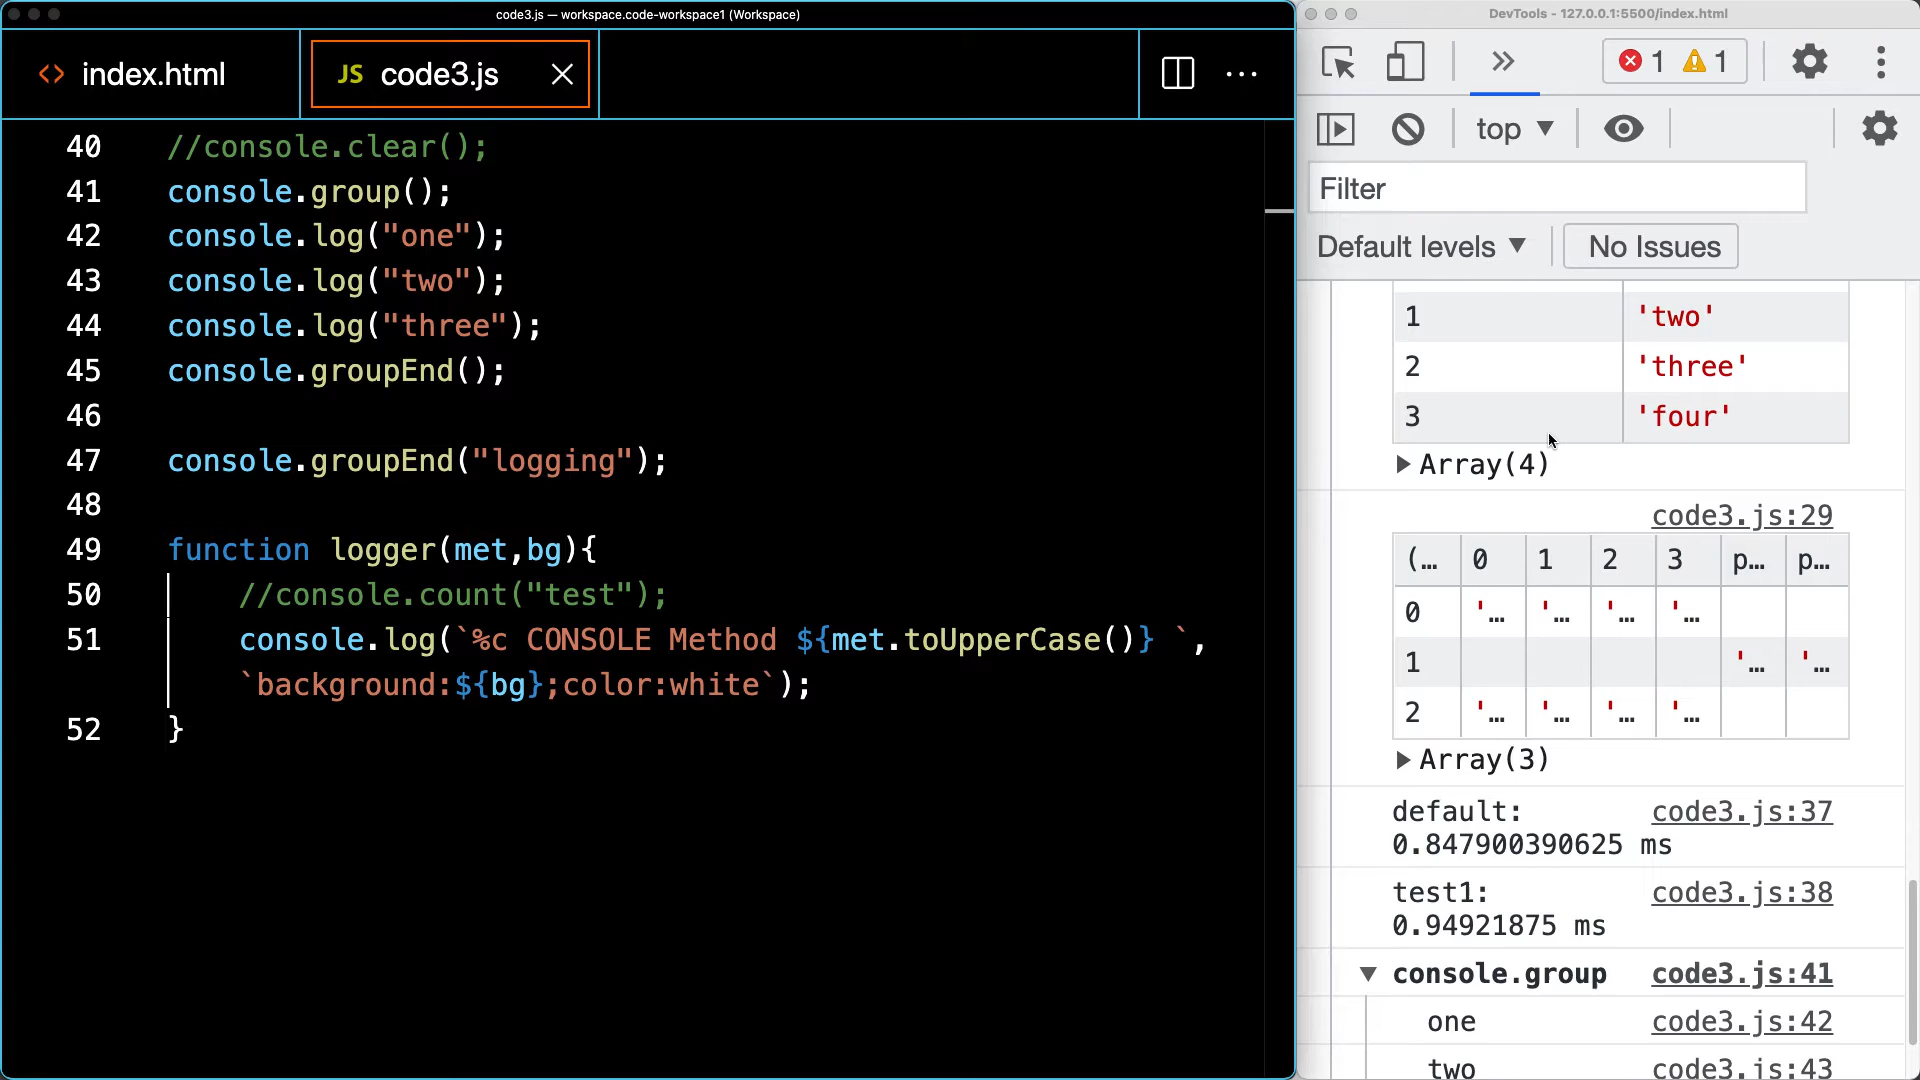 code3.js — workspace.code-workspace1 (Workspace)
<> index.html
JS code3.js
40 //console.clear();
41 console.group();
42 console.log("one");
43 console.log("two");
44 console.log("three");
45 console.groupEnd();
46
47 console.groupEnd("logging");
48
49 function logger(met,bg){
50 //console.count("test");
51 console.log(`%c CONSOLE Method ${met.toUpperCase()} `,
`background:${bg};color:white`);
52 }
DevTools - 127.0.0.1:5500/index.html
1 1
top
Filter
Default levels No Issues
1 'two'
2 'three'
3 'four'
Array(4)
code3.js:29
(… 0 1 2 3 p… p…
0 '… '… '… '…
1 '… '…
2 '… '… '… '…
Array(3)
default: code3.js:37
0.847900390625 ms
test1: code3.js:38
0.94921875 ms
console.group code3.js:41
one code3.js:42
two code3.js:43